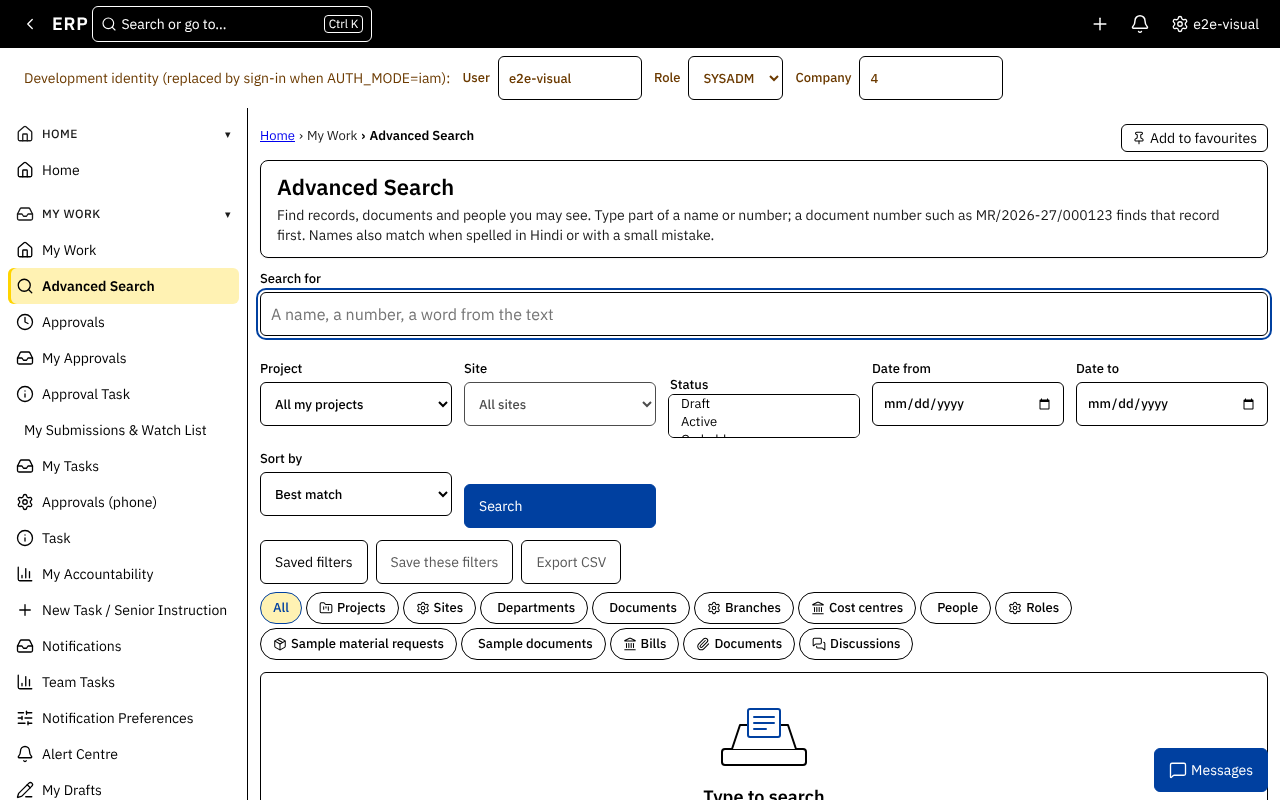 ERP
Search or go to... Ctrl K
e2e-visual
Development identity (replaced by sign-in when AUTH_MODE=iam): User e2e-visual Role SYSADM Company 4
HOME
Home
MY WORK
My Work
Advanced Search
Approvals
My Approvals
Approval Task
My Submissions & Watch List
My Tasks
Approvals (phone)
Task
My Accountability
New Task / Senior Instruction
Notifications
Team Tasks
Notification Preferences
Alert Centre
My Drafts
Home › My Work › Advanced Search
Add to favourites
Advanced Search
Find records, documents and people you may see. Type part of a name or number; a document number such as MR/2026-27/000123 finds that record
first. Names also match when spelled in Hindi or with a small mistake.
Search for
A name, a number, a word from the text
Project Site Status Date from Date to
All my projects All sites Draft mm/dd/yyyy mm/dd/yyyy
Active
Sort by
Best match Search
Saved filters Save these filters Export CSV
All Projects Sites Departments Documents Branches Cost centres People Roles
Sample material requests Sample documents Bills Documents Discussions
Type to search
Messages